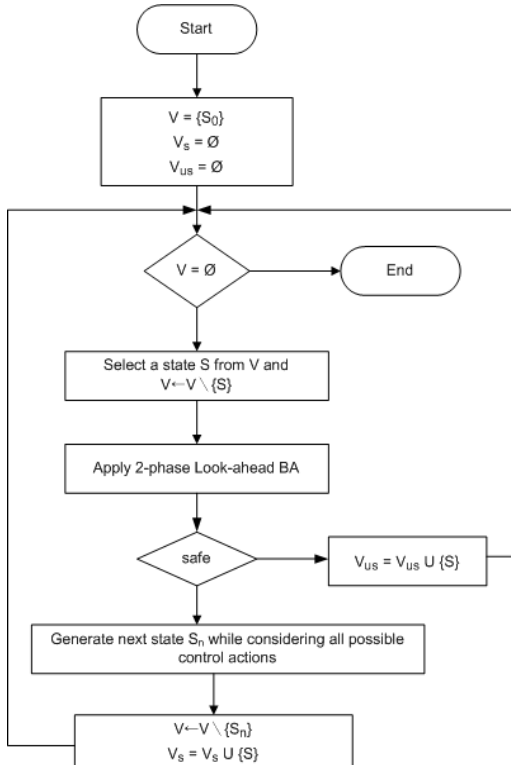 Start
V = {S₀}
Vₛ = Ø
Vᵤₛ = Ø
V = Ø
End
Select a state S from V and
V←V \ {S}
Apply 2-phase Look-ahead BA
safe
Vᵤₛ = Vᵤₛ U {S}
Generate next state Sₙ while considering all possible
control actions
V←V \ {Sₙ}
Vₛ = Vₛ U {S}